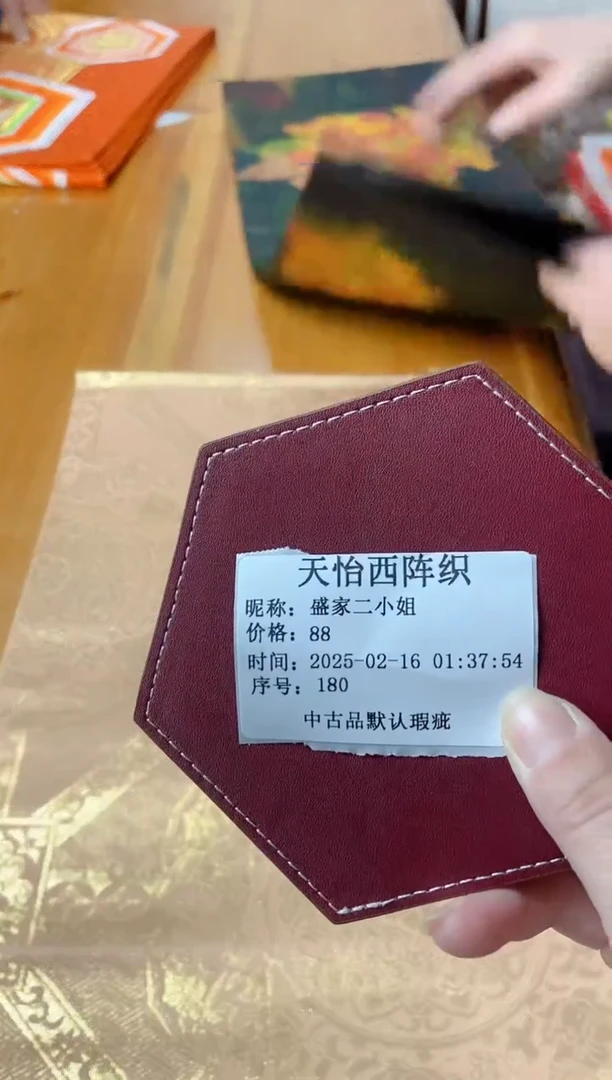 天怡西阵织
昵称：盛家二小姐
价格：88
时间：2025-02-16 01:37:54
序号：180
中古品默认瑕疵